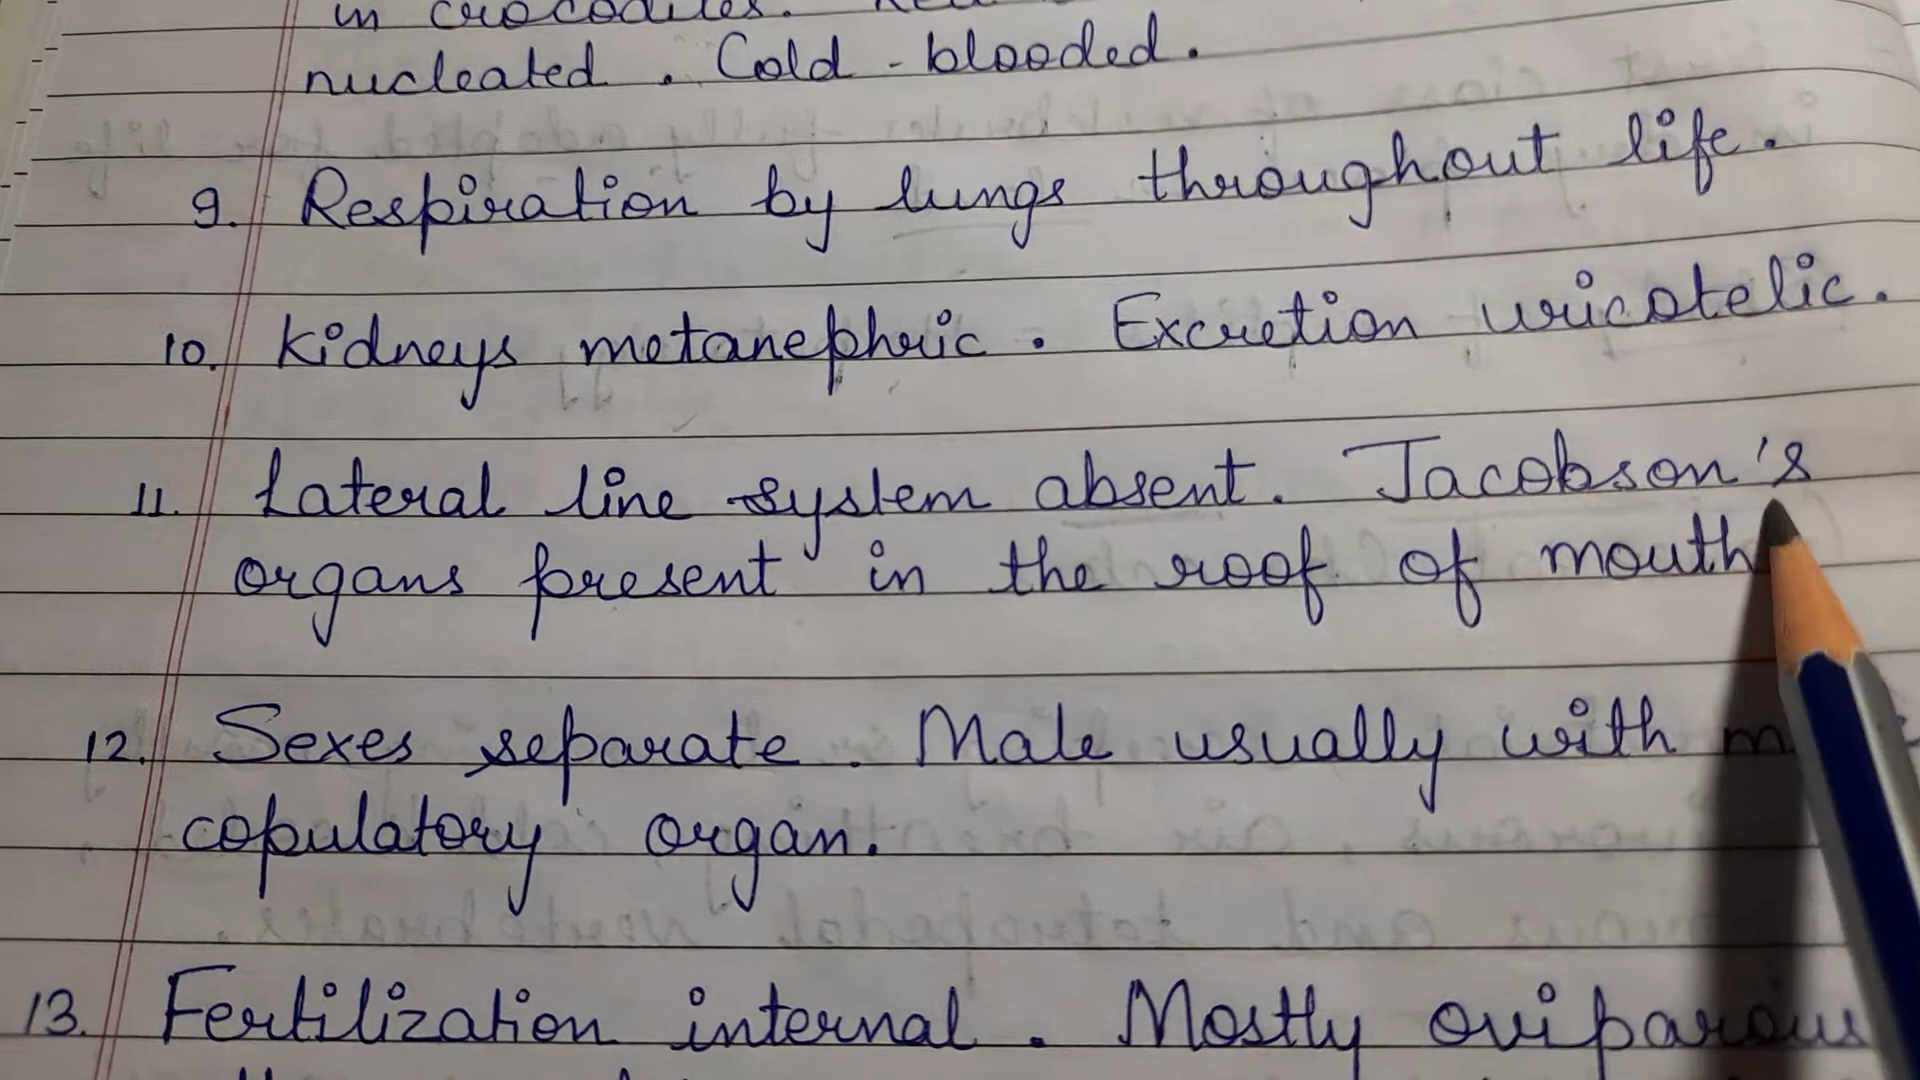 in crocodiles.
nucleated. Cold-blooded.
9. Respiration by lungs throughout life.
10. Kidneys metanephric. Excretion uricotelic.
11. Lateral line system absent. Jacobson's
organs present in the roof of mouth
12. Sexes separate. Male usually with
copulatory organ.
13. Fertilization internal. Mostly oviparous